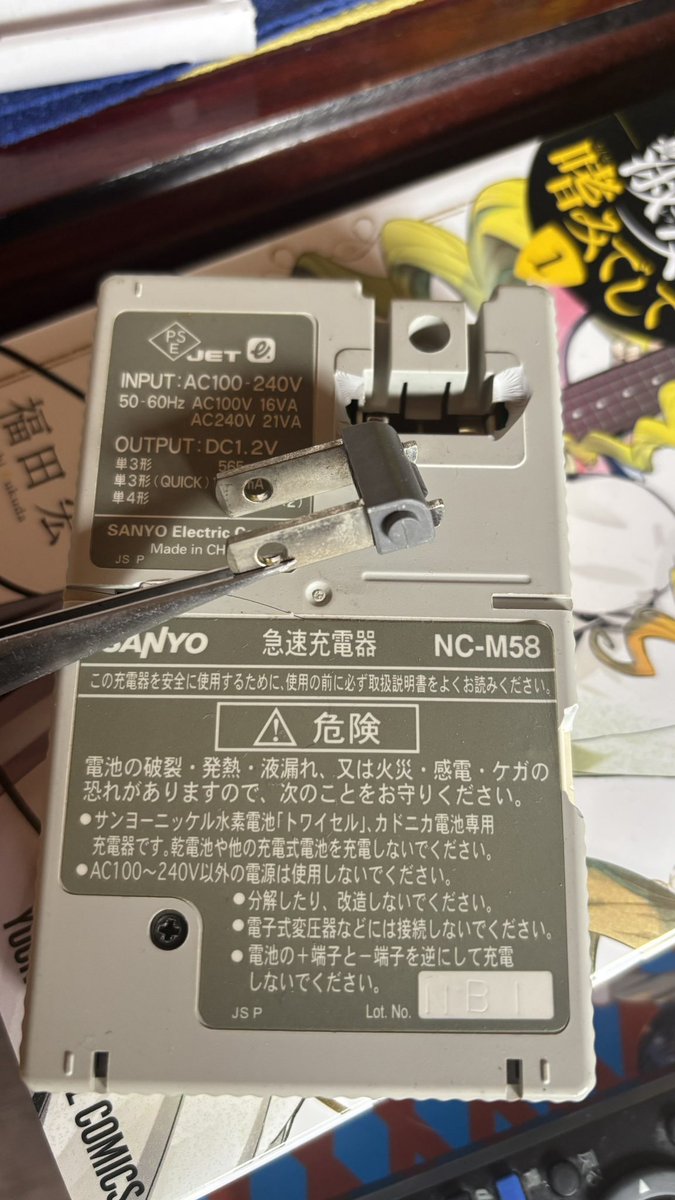 嗜みでして
1
福田宏
PS
E
JET
INPUT:AC100-240V
50-60Hz AC100V 16VA
AC240V 21VA
OUTPUT:DC1.2V
単3形
単3形(QUICK)
単4形
SANYO Electric
Made in
JS P
SANYO 急速充電器 NC-M58
この充電器を安全に使用するために、使用の前に必ず取扱説明書をよくお読みください。
危険
電池の破裂・発熱・液漏れ、又は火災・感電・ケガの
恐れがありますので、次のことをお守りください。
●サンヨーニッケル水素電池「トワイセル」、カドニカ電池専用
充電器です。乾電池や他の充電式電池を充電しないでください。
●AC100〜240V以外の電源は使用しないでください。
●分解したり、改造しないでください。
●電子式変圧器などには接続しないでください。
●電池の+端子と-端子を逆にして充電
しないでください。
JS P Lot. No. NB1
COMICS